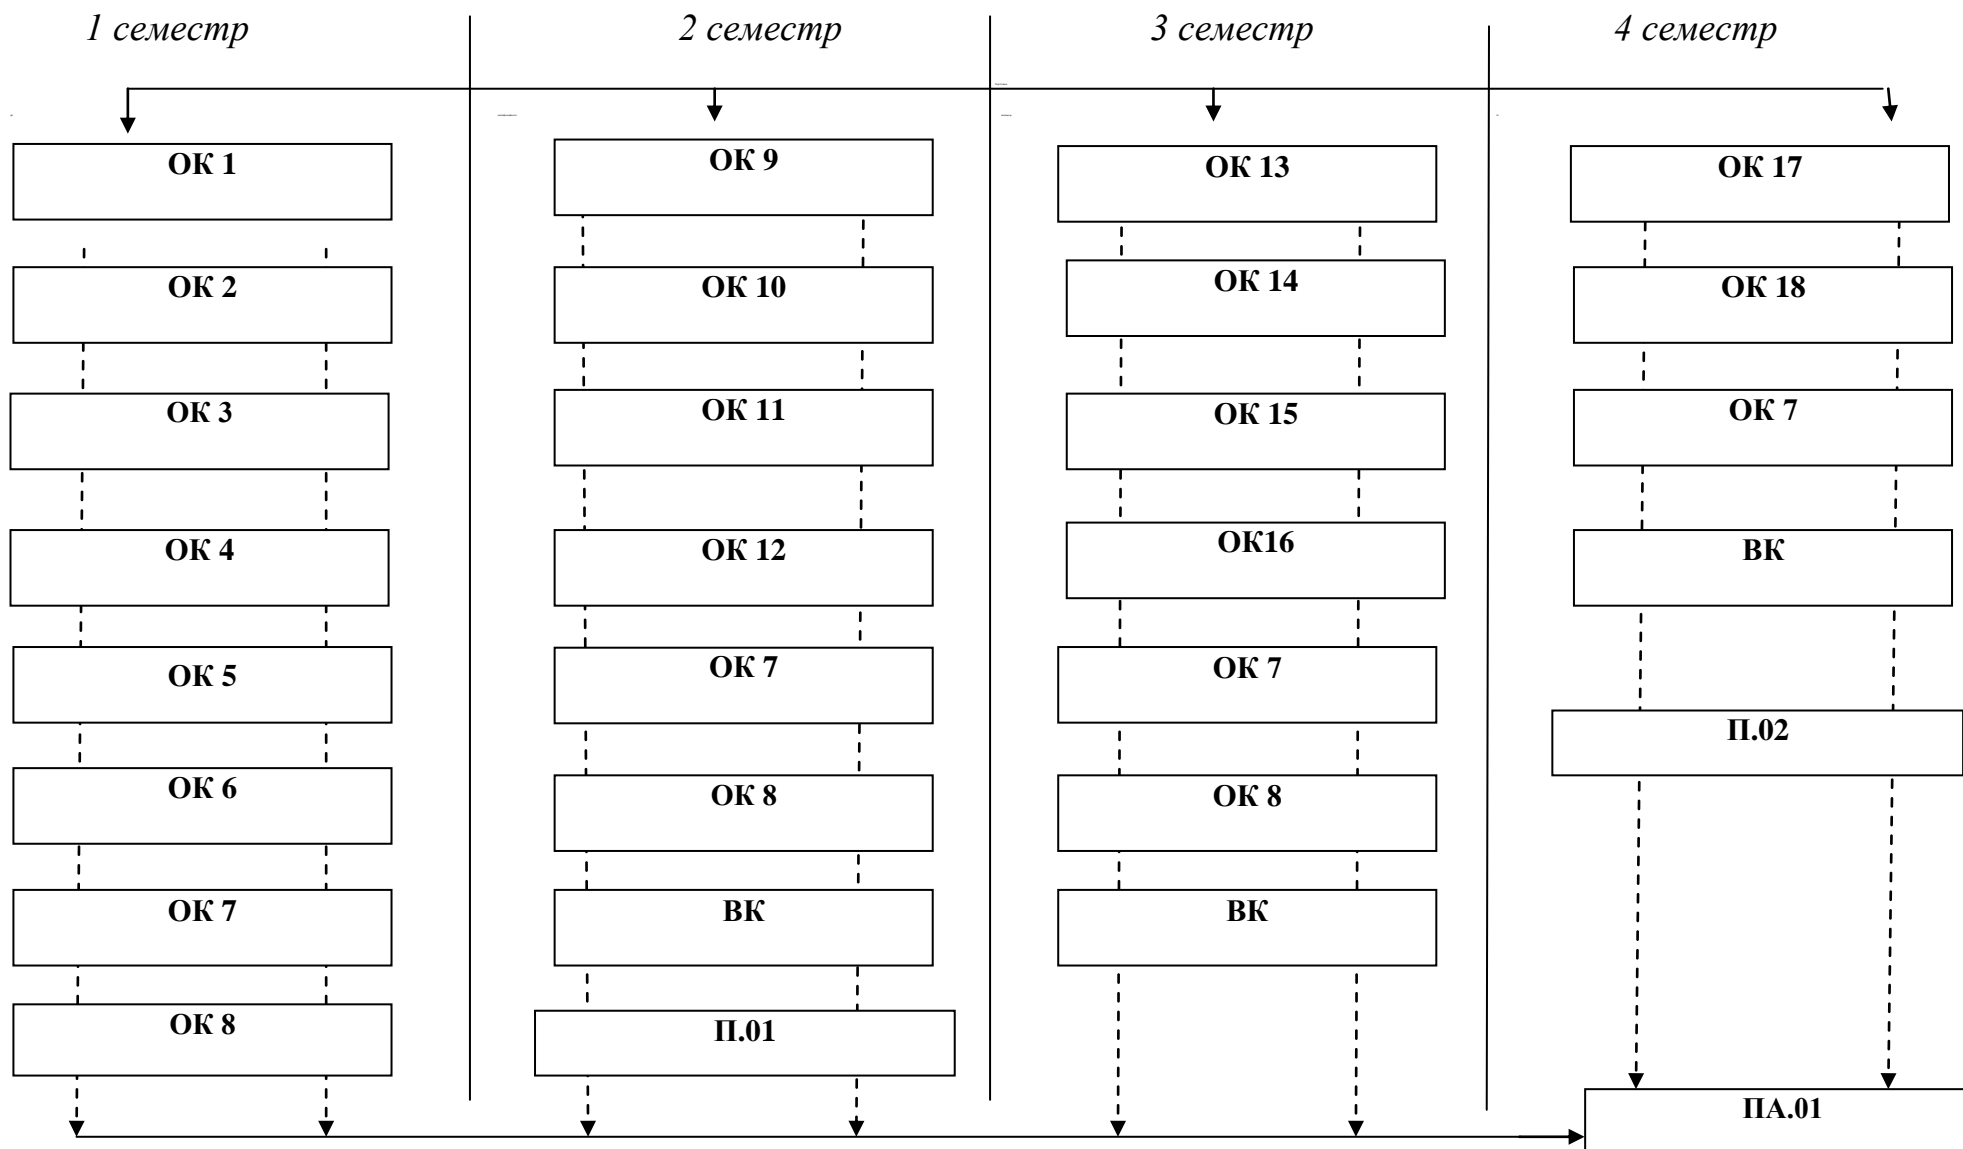 1 семестр
2 семестр
3 семестр
4 семестр
ОК 1
ОК 2
ОК 3
ОК 4
ОК 5
ОК 6
ОК 7
ОК 8
ОК 9
ОК 10
ОК 11
ОК 12
ОК 7
ОК 8
ВК
П.01
ОК 13
ОК 14
ОК 15
ОК16
ОК 7
ОК 8
ВК
ОК 17
ОК 18
ОК 7
ВК
П.02
ПА.01